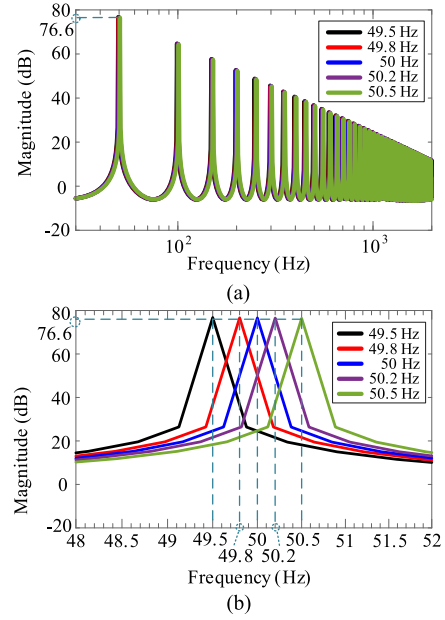 80
76.6
60
40
20
0
-20
Magnitude (dB)
49.5 Hz
49.8 Hz
50 Hz
50.2 Hz
50.5 Hz
10²
10³
Frequency (Hz)
(a)
80
76.6
60
40
20
0
-20
Magnitude (dB)
49.5 Hz
49.8 Hz
50 Hz
50.2 Hz
50.5 Hz
48 48.5 49 49.5 50 50.5 51 51.5 52
49.8 50.2
Frequency (Hz)
(b)